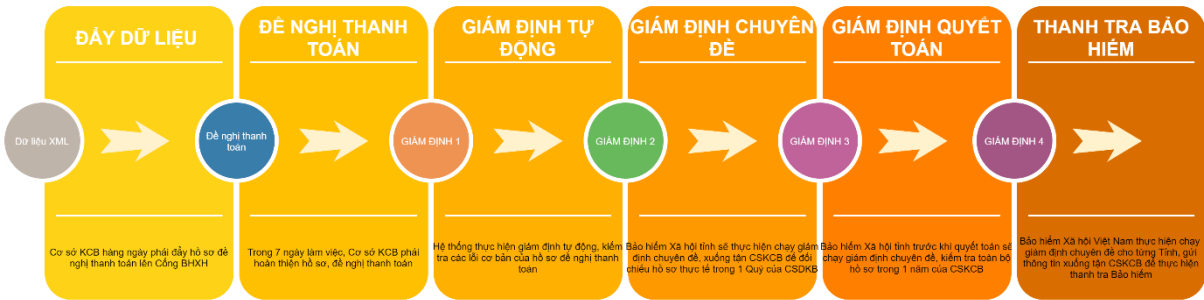 ĐẨY DỮ LIỆU
ĐỀ NGHỊ THANH
TOÁN
GIÁM ĐỊNH TỰ
ĐỘNG
GIÁM ĐỊNH CHUYÊN
ĐỀ
GIÁM ĐỊNH QUYẾT
TOÁN
THANH TRA BẢO
HIỂM
Dữ liệu XML
Đề nghị thanh
toán
GIÁM ĐỊNH 1
GIÁM ĐỊNH 2
GIÁM ĐỊNH 3
GIÁM ĐỊNH 4
Cơ sở KCB hàng ngày phải đẩy hồ sơ đề
nghị thanh toán lên Cổng BHXH
Trong 7 ngày làm việc, Cơ sở KCB phải
hoàn thiện hồ sơ, đề nghị thanh toán
Hệ thống thực hiện giám định tự động, kiểm
tra các lỗi cơ bản của hồ sơ đề nghị thanh
toán
Bảo hiểm Xã hội tỉnh sẽ thực hiện chạy giám
định chuyên đề, xuống tận CSKCB để đối
chiếu hồ sơ thực tế trong 1 Quý của CSDKB
Bảo hiểm Xã hội tỉnh trước khi quyết toán sẽ
chạy giám định chuyên đề, kiểm tra toàn bộ
hồ sơ trong 1 năm của CSKCB
Bảo hiểm Xã hội Việt Nam thực hiện chạy
giám định chuyên đề cho từng Tỉnh, gửi
thông tin xuống tận CSKCB để thực hiện
thanh tra Bảo hiểm